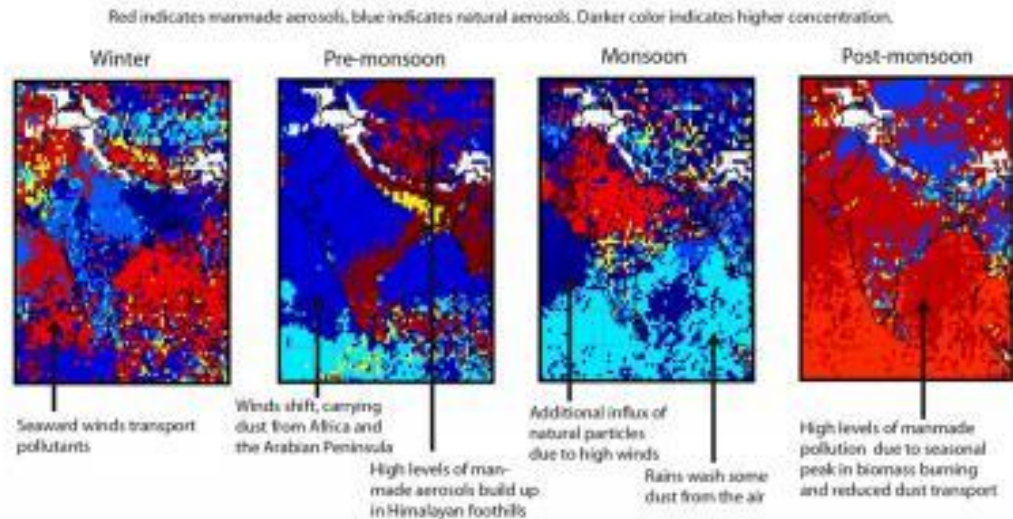 Red indicates manmade aerosols, blue indicates natural aerosols. Darker color indicates higher concentration.
Winter
Pre-monsoon
Monsoon
Post-monsoon
Seaward winds transport
pollutants
Winds shift, carrying
dust from Africa and
the Arabian Peninsula
High levels of man-
made aerosols build up
in Himalayan foothills
Additional influx of
natural particles
due to high winds
Rains wash some
dust from the air
High levels of manmade
pollution due to seasonal
peak in biomass burning
and reduced dust transport